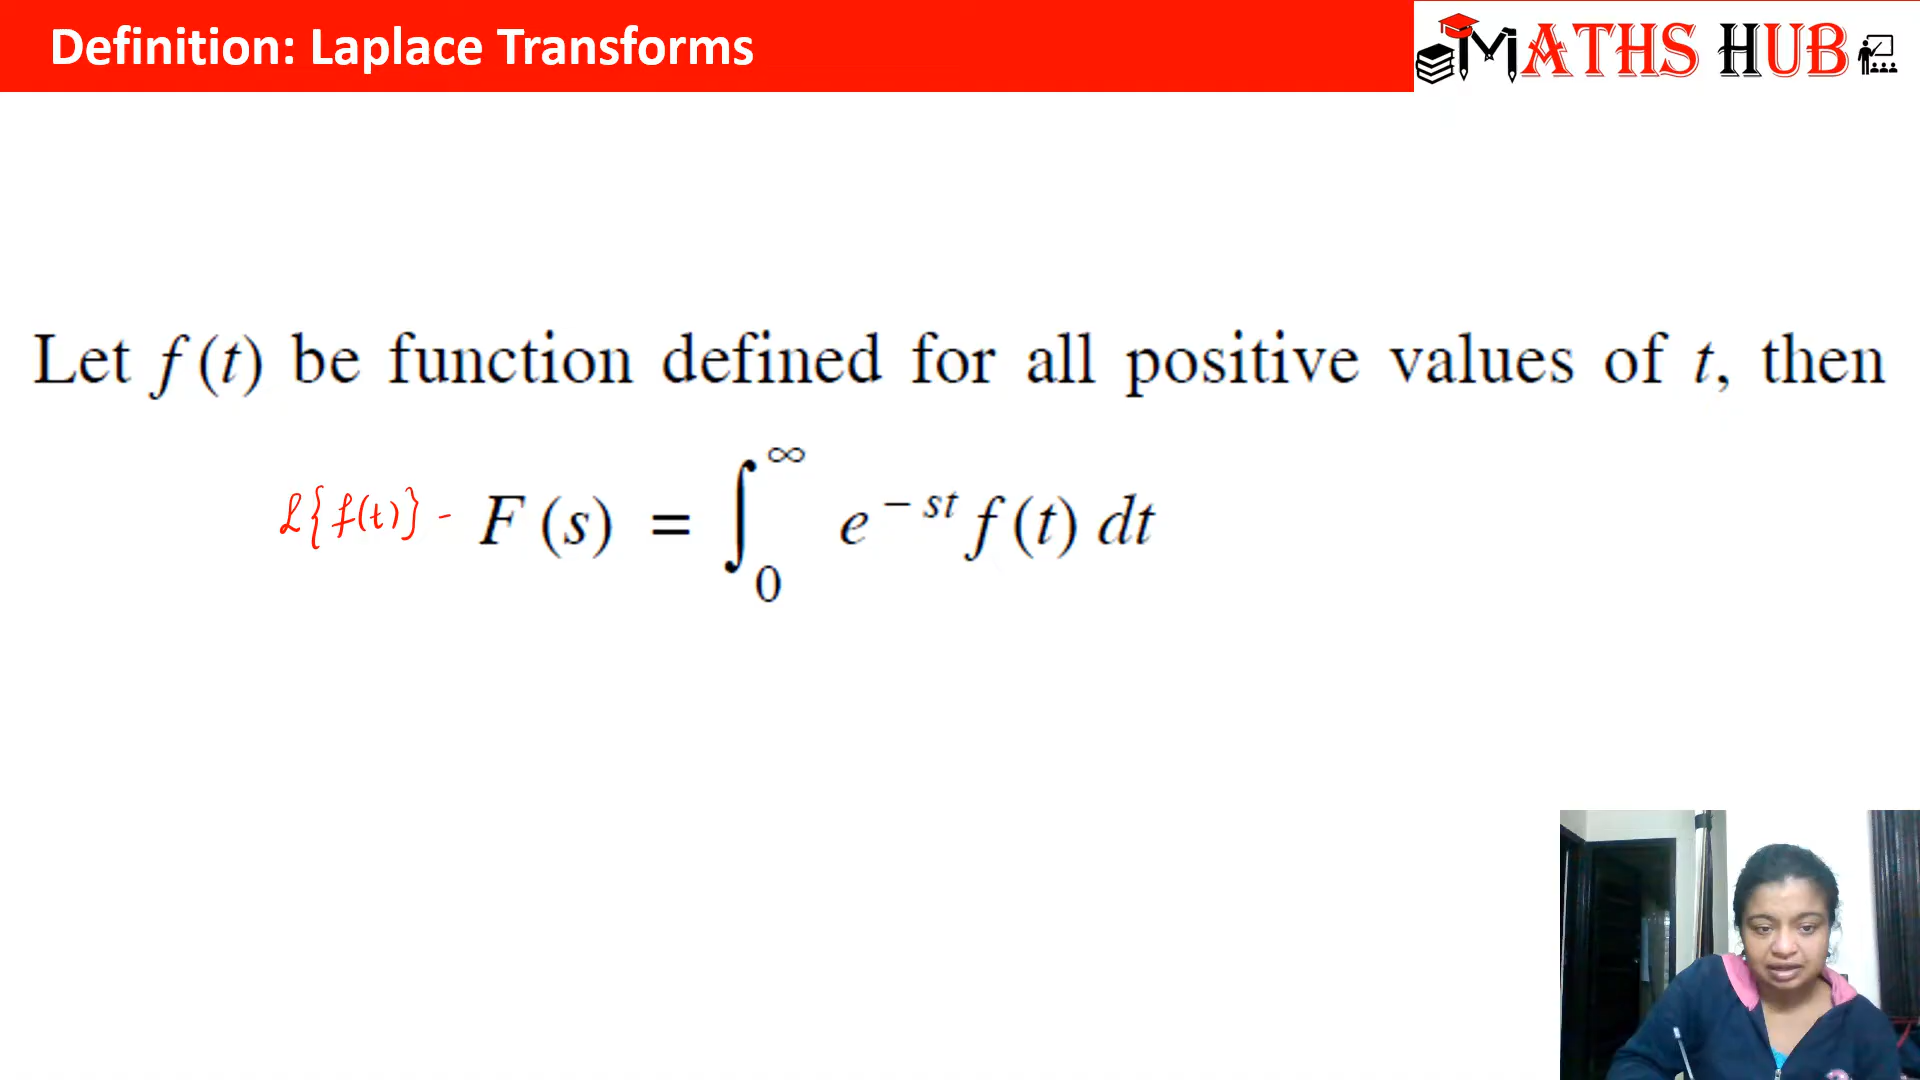 Definition: Laplace Transforms
MATHS HUB
Let f(t) be function defined for all positive values of t, then
ℒ{f(t)} - F(s) = ∫₀^∞ e^{-st} f(t) dt